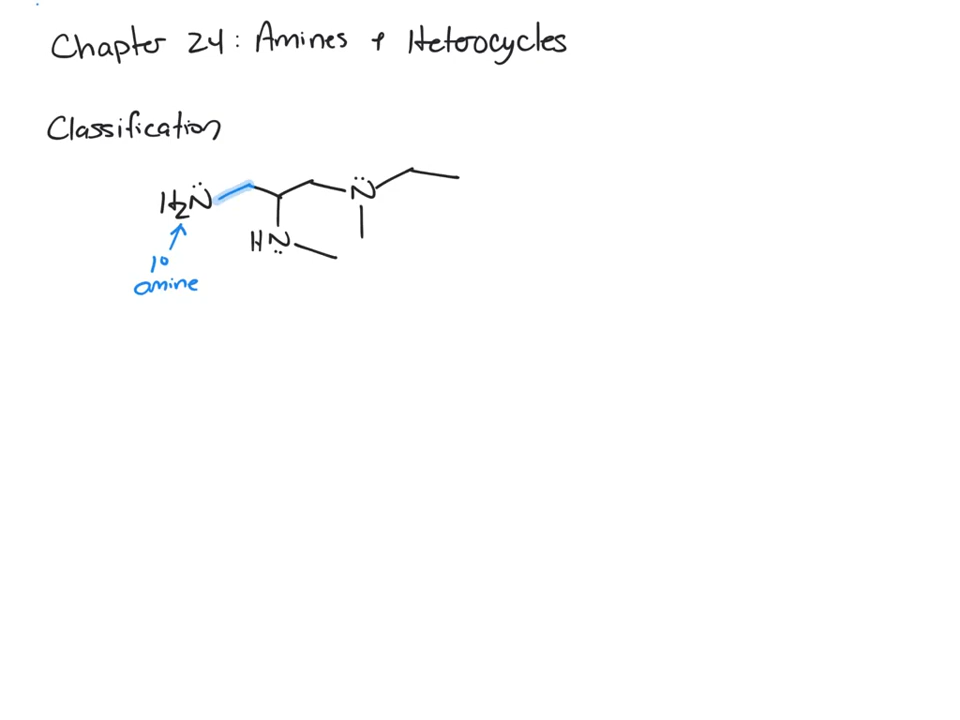 Chapter 24: Amines + Heterocycles
Classification
H₂N̈ N̈
HN̤
1°
amine